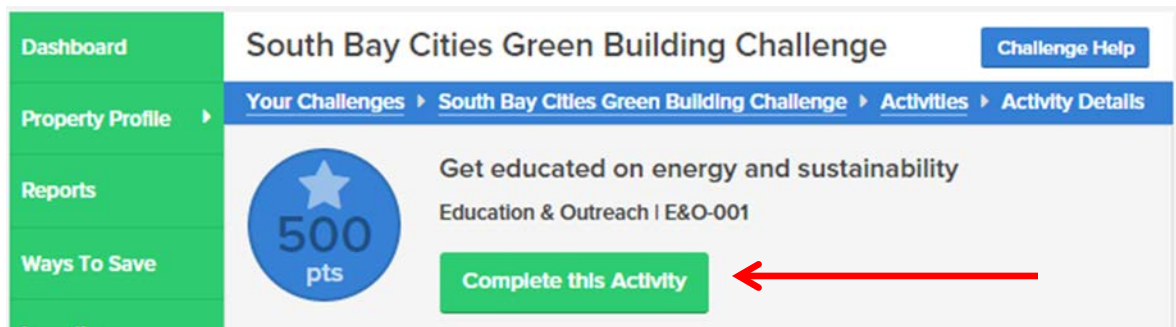 Dashboard
Property Profile
Reports
Ways To Save
South Bay Cities Green Building Challenge
Challenge Help
Your Challenges South Bay Cities Green Building Challenge Activities Activity Details
500
pts
Get educated on energy and sustainability
Education & Outreach | E&O-001
Complete this Activity